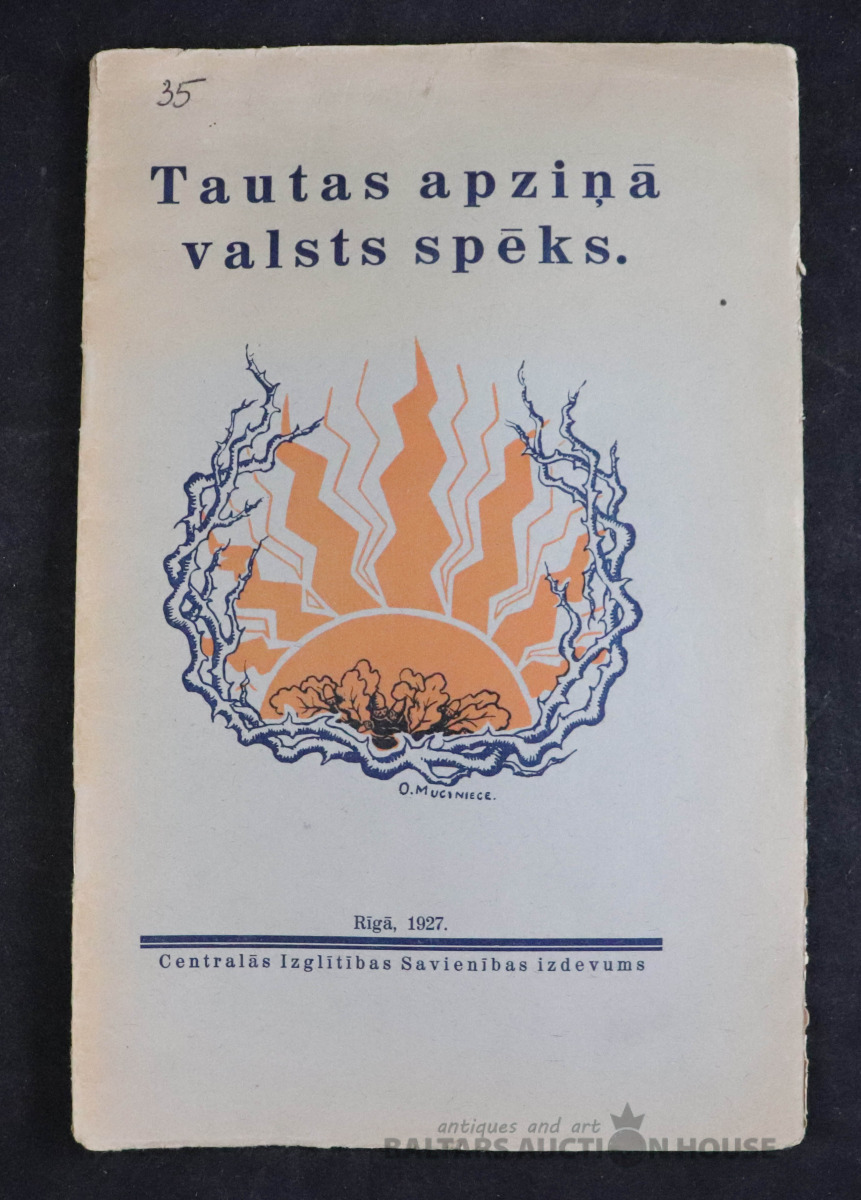 35
Tautas apziņā
valsts spēks.
O. MUCINIECE.
Rīgā, 1927.
Centralās Izglītības Savienības izdevums
antiques and art
BALTARS AUCTION HOUSE